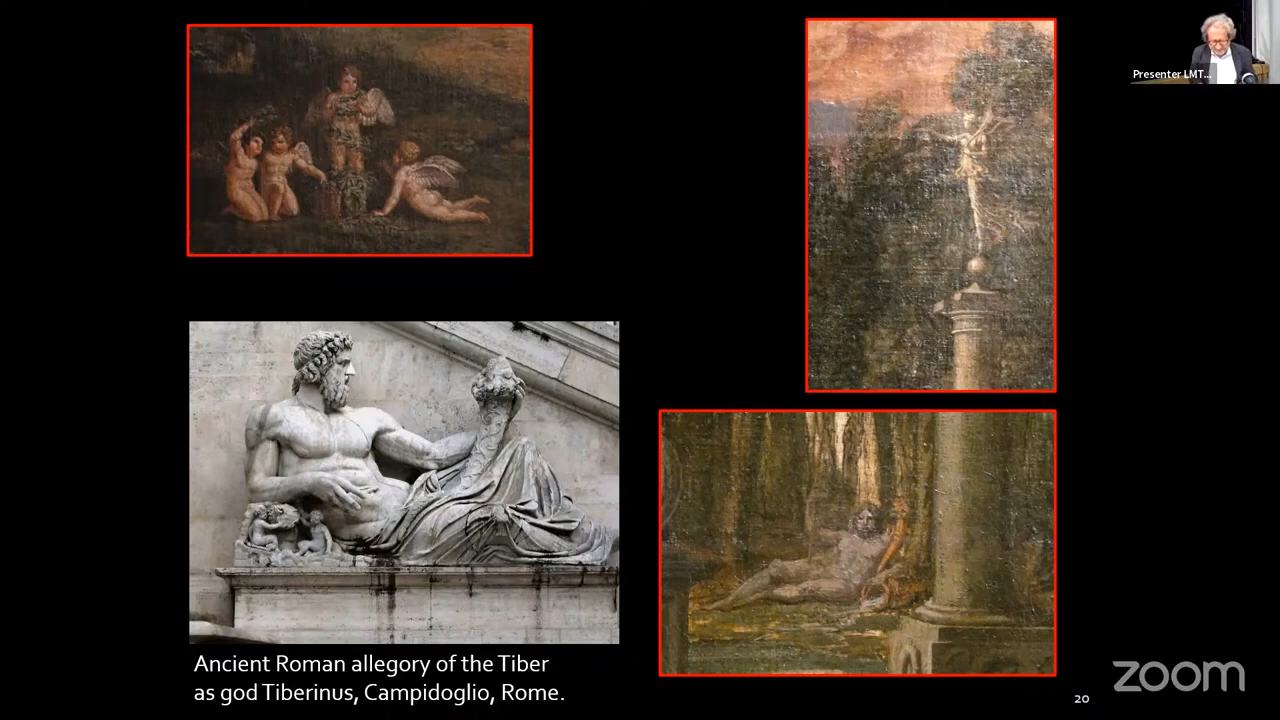 Presenter LMT...
Ancient Roman allegory of the Tiber
as god Tiberinus, Campidoglio, Rome.
20
zoom